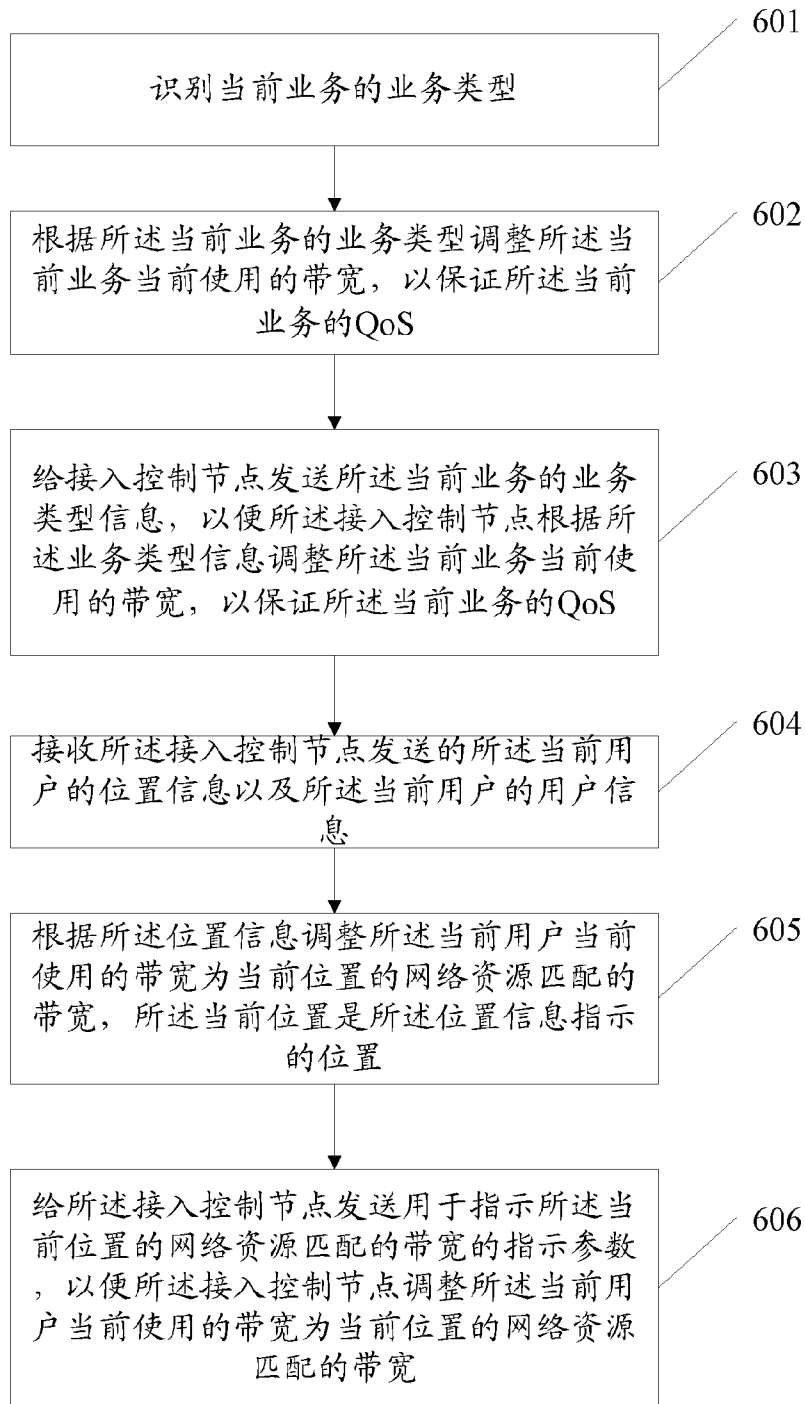 601
识别当前业务的业务类型
602
根据所述当前业务的业务类型调整所述当
前业务当前使用的带宽，以保证所述当前
业务的QoS
603
给接入控制节点发送所述当前业务的业务
类型信息，以便所述接入控制节点根据所
述业务类型信息调整所述当前业务当前使
用的带宽，以保证所述当前业务的QoS
604
接收所述接入控制节点发送的所述当前用
户的位置信息以及所述当前用户的用户信
息
605
根据所述位置信息调整所述当前用户当前
使用的带宽为当前位置的网络资源匹配的
带宽，所述当前位置是所述位置信息指示
的位置
606
给所述接入控制节点发送用于指示所述当
前位置的网络资源匹配的带宽的指示参数
，以便所述接入控制节点调整所述当前用
户当前使用的带宽为当前位置的网络资源
匹配的带宽